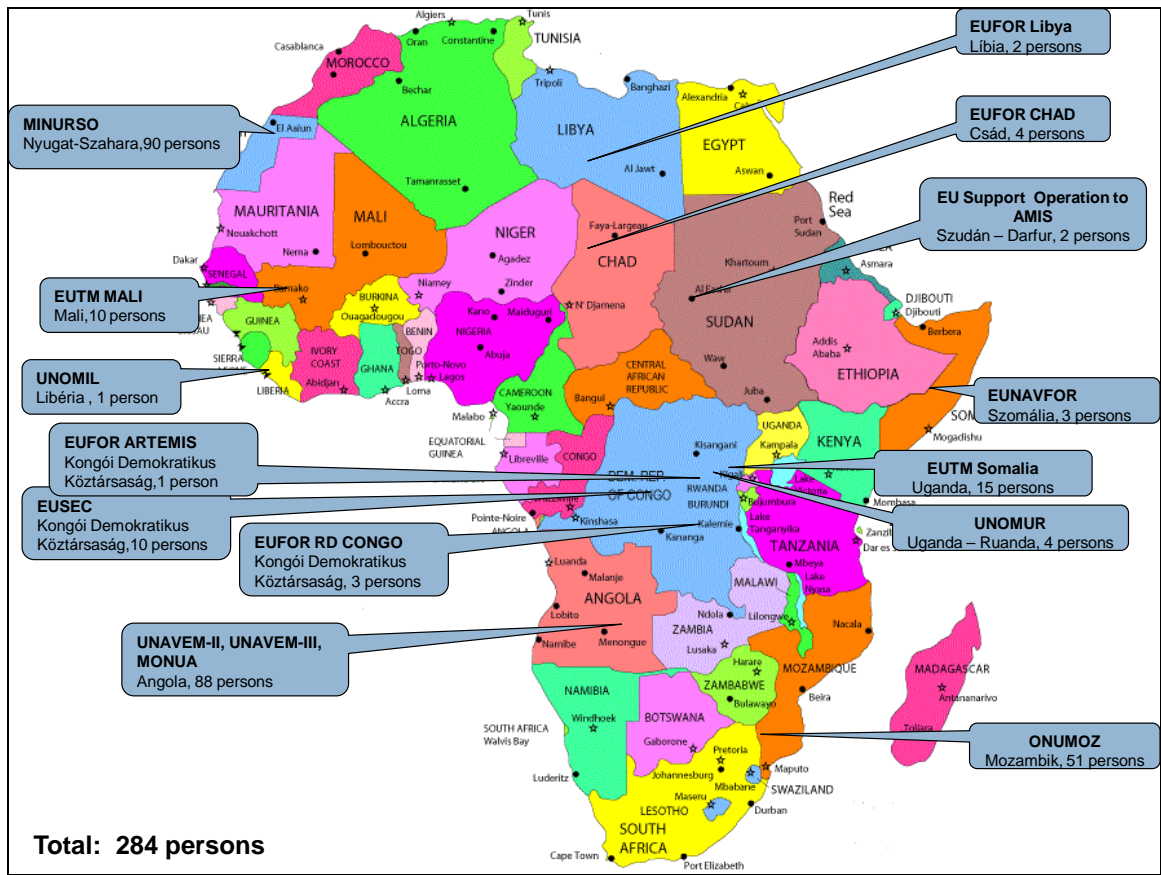 EUFOR Libya
Líbia, 2 persons
EUFOR CHAD
Csád, 4 persons
EU Support Operation to
AMIS
Szudán – Darfur, 2 persons
MINURSO
Nyugat-Szahara,90 persons
EUTM MALI
Mali,10 persons
UNOMIL
Libéria , 1 person
EUFOR ARTEMIS
Kongói Demokratikus
Köztársaság,1 person
EUSEC
Kongói Demokratikus
Köztársaság,10 persons
EUFOR RD CONGO
Kongói Demokratikus
Köztársaság, 3 persons
UNAVEM-II, UNAVEM-III,
MONUA
Angola, 88 persons
EUNAVFOR
Szomália, 3 persons
EUTM Somalia
Uganda, 15 persons
UNOMUR
Uganda – Ruanda, 4 persons
ONUMOZ
Mozambik, 51 persons
Total: 284 persons
Algiers
Tunis
Oran
Constantine
TUNISIA
Casablanca
MOROCCO
Tripoli
Banghazi
Bechar
Alexandria
ALGERIA
LIBYA
EGYPT
El Aaiun
Al Jawt
Aswan
Tamanrasset
MAURITANIA
Nouakchott
Nema
MALI
Lombouctou
NIGER
Agadez
Zinder
Faya-Largeau
CHAD
N' Djamena
Port
Sudan
Red
Sea
Khartoum
Asmara
SUDAN
Waw
Juba
DJIBOUTI
Djibouti
Berbera
Addis
Ababa
ETHIOPIA
Mogadishu
Dakar
SENEGAL
Bamako
GUINEA
SIERRA
LIBERIA
IVORY
COAST
Abidjan
BURKINA
Ouagadougou
GHANA
Accra
TOGO
Loma
BENIN
Porto-Novo
Lagos
Niamey
Kano
Maiduguri
NIGERIA
Abuja
CAMEROON
Yaounde
Malabo
EQUATORIAL
GUINEA
Libreville
CENTRAL
AFRICAN
REPUBLIC
Bangui
CONGO
Kisangani
DEM. REP.
OF CONGO
UGANDA
Kampala
KENYA
Kigali
RWANDA
BURUNDI
Bujumbura
Lake
Tanganyika
Mombasa
TANZANIA
Mbeya
Pointe-Noire
Kinshasa
Kananga
Kalemie
Luanda
Malanje
ANGOLA
Lobito
Menongue
Namibe
MALAWI
Lake
Nyasa
Ndola
Lilongwe
ZAMBIA
Lusaka
Nacala
Harare
ZIMBABWE
Bulawayo
MOZAMBIQUE
Beira
MADAGASCAR
Antananarivo
Toliara
NAMIBIA
Windhoek
SOUTH AFRICA
Walvis Bay
BOTSWANA
Gaborone
Luderitz
Pretoria
Johannesburg
Mbabane
Maputo
SWAZILAND
Maseru
LESOTHO
Durban
SOUTH
AFRICA
Cape Town
Port Elizabeth